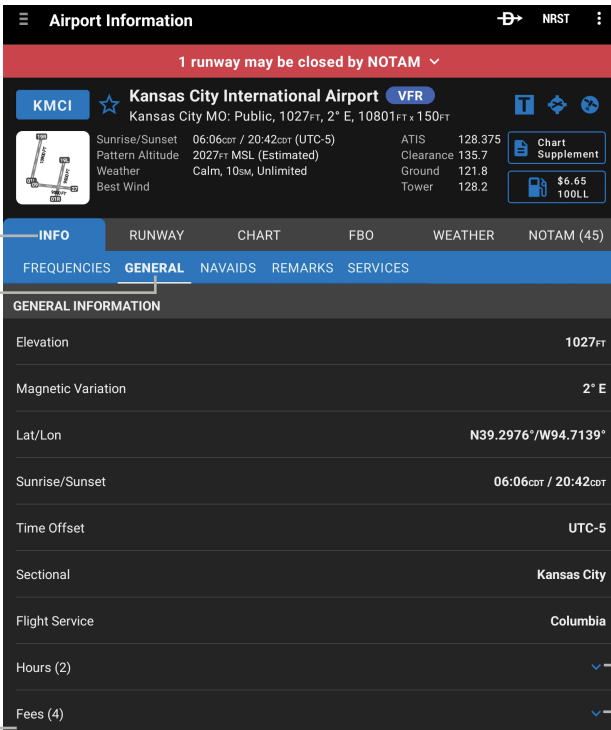 Airport Information NRST
1 runway may be closed by NOTAM
KMCI Kansas City International Airport VFR T
Kansas City MO: Public, 1027FT, 2° E, 10801FT x 150FT
Sunrise/Sunset 06:06CDT / 20:42CDT (UTC-5) ATIS 128.375
Pattern Altitude 2027FT MSL (Estimated) Clearance 135.7
Weather Calm, 10SM, Unlimited Ground 121.8
Best Wind Tower 128.2
Chart Supplement
$6.65
100LL
19R
19L
27
09
01R
INFO RUNWAY CHART FBO WEATHER NOTAM (45)
FREQUENCIES GENERAL NAVAIDS REMARKS SERVICES
GENERAL INFORMATION
Elevation 1027FT
Magnetic Variation 2° E
Lat/Lon N39.2976°/W94.7139°
Sunrise/Sunset 06:06CDT / 20:42CDT
Time Offset UTC-5
Sectional Kansas City
Flight Service Columbia
Hours (2)
Fees (4)